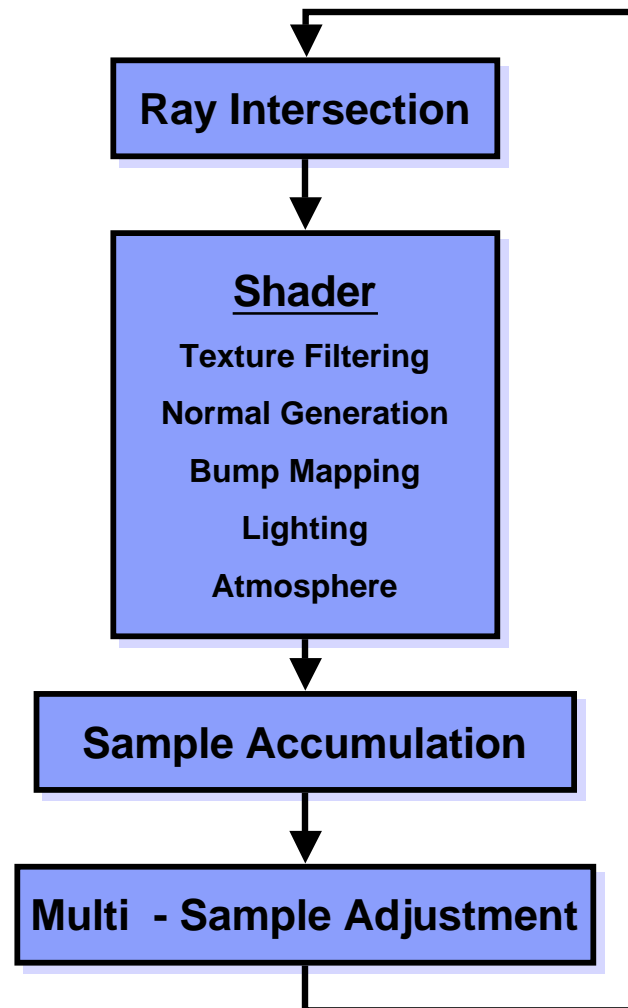 Ray Intersection
Shader
Texture Filtering
Normal Generation
Bump Mapping
Lighting
Atmosphere
Sample Accumulation
Multi - Sample Adjustment